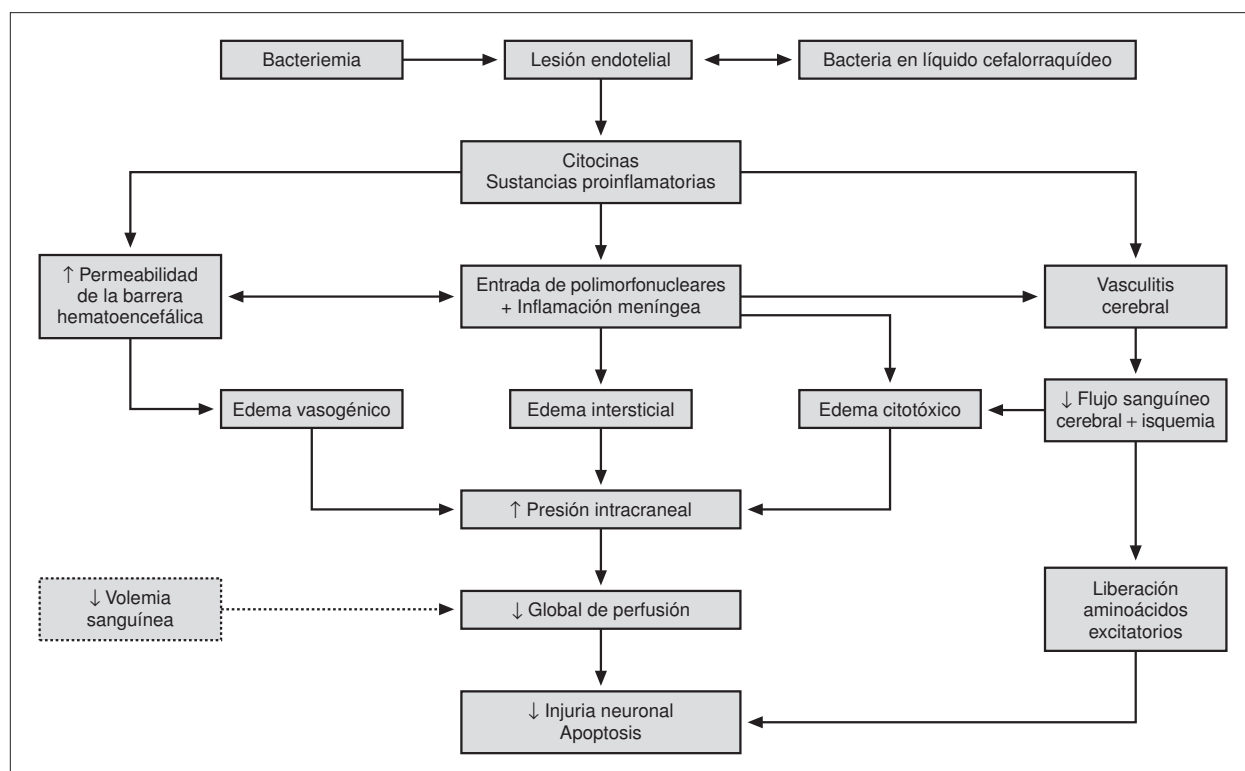 Bacteriemia
Lesión endotelial
Bacteria en líquido cefalorraquídeo
Citocinas
Sustancias proinflamatorias
↑ Permeabilidad
de la barrera
hematoencefálica
Entrada de polimorfonucleares
+ Inflamación meníngea
Vasculitis
cerebral
Edema vasogénico
Edema intersticial
Edema citotóxico
↓ Flujo sanguíneo
cerebral + isquemia
↑ Presión intracraneal
↓ Volemia
sanguínea
↓ Global de perfusión
Liberación
aminoácidos
excitatorios
↓ Injuria neuronal
Apoptosis